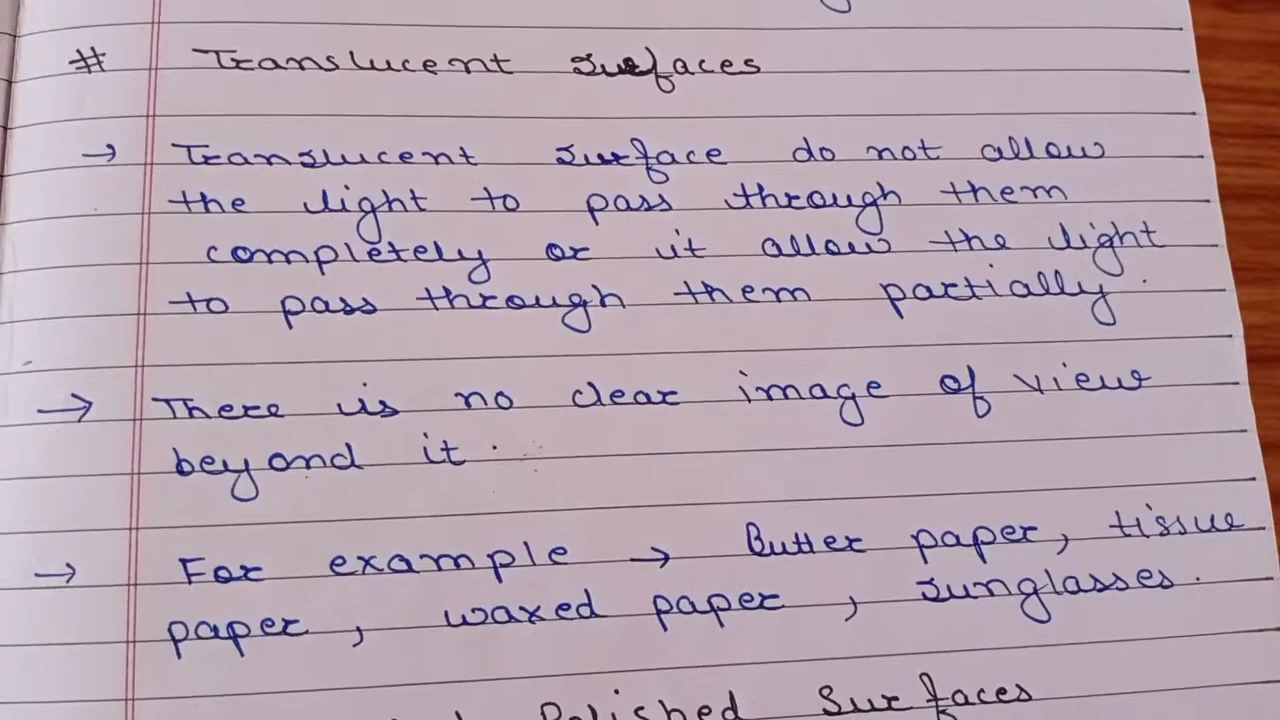 # Translucent Surfaces
→ Translucent surface do not allow
the light to pass through them
completely or it allow the light
to pass through them partially.
→ There is no clear image of view
beyond it.
→ For example → Butter paper, tissue
paper, waxed paper, sunglasses.
Polished Surfaces